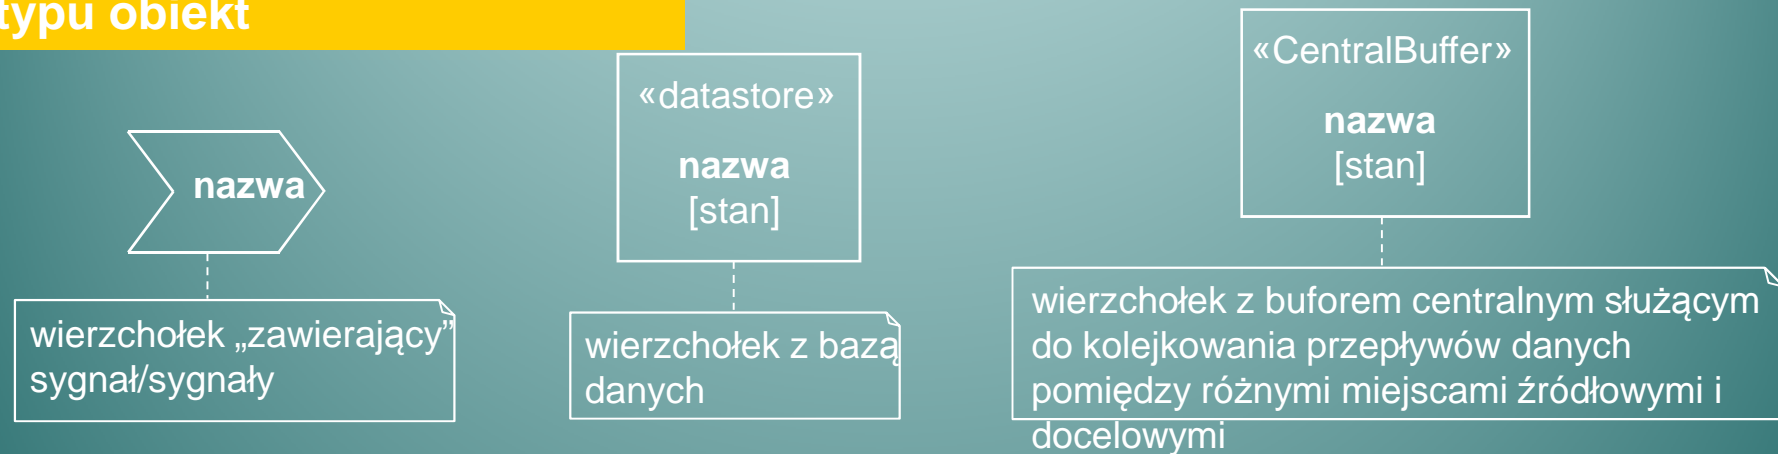 typu obiekt
nazwa
wierzchołek „zawierający”
sygnał/sygnały
«datastore»
nazwa
[stan]
wierzchołek z bazą
danych
«CentralBuffer»
nazwa
[stan]
wierzchołek z buforem centralnym służącym
do kolejkowania przepływów danych
pomiędzy różnymi miejscami źródłowymi i
docelowymi